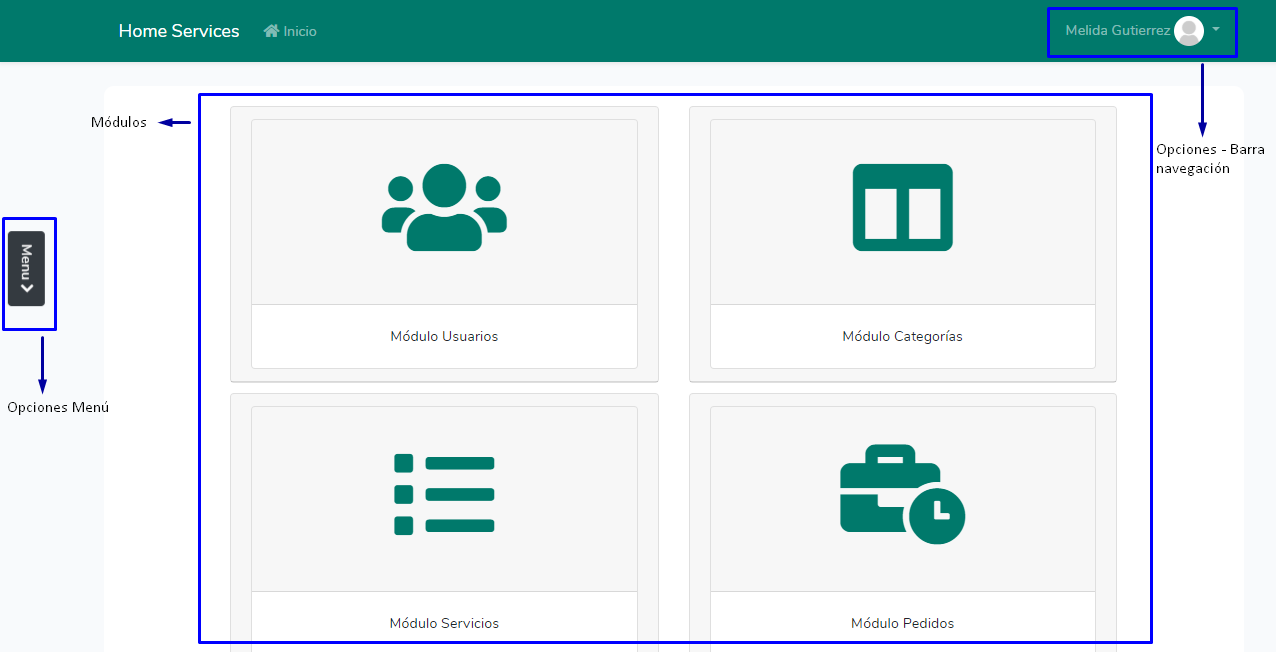 Home Services
Inicio
Melida Gutierrez
Módulos
Opciones - Barra
navegación
Menu
Opciones Menú
Módulo Usuarios
Módulo Categorías
Módulo Servicios
Módulo Pedidos